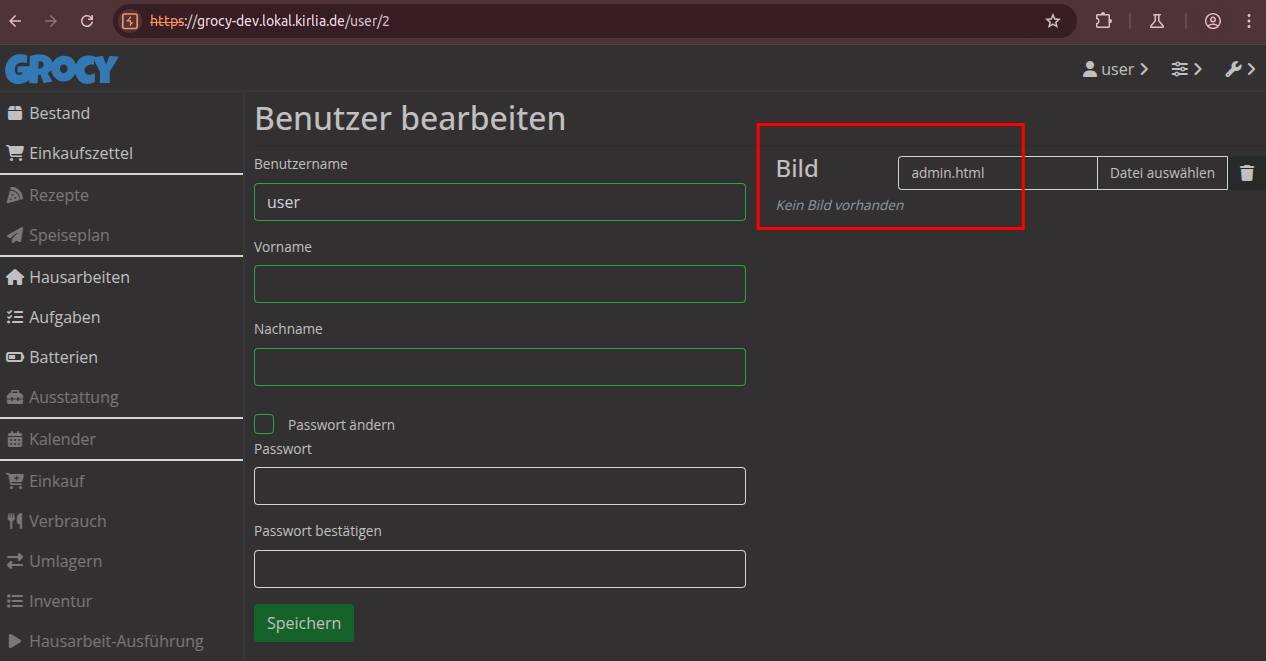 https://grocy-dev.lokal.kirlia.de/user/2
GROCY
user
Bestand
Einkaufszettel
Rezepte
Speiseplan
Hausarbeiten
Aufgaben
Batterien
Ausstattung
Kalender
Einkauf
Verbrauch
Umlagern
Inventur
Hausarbeit-Ausführung
Benutzer bearbeiten
Benutzername
user
Vorname
Nachname
Passwort ändern
Passwort
Passwort bestätigen
Speichern
Bild
admin.html
Datei auswählen
Kein Bild vorhanden